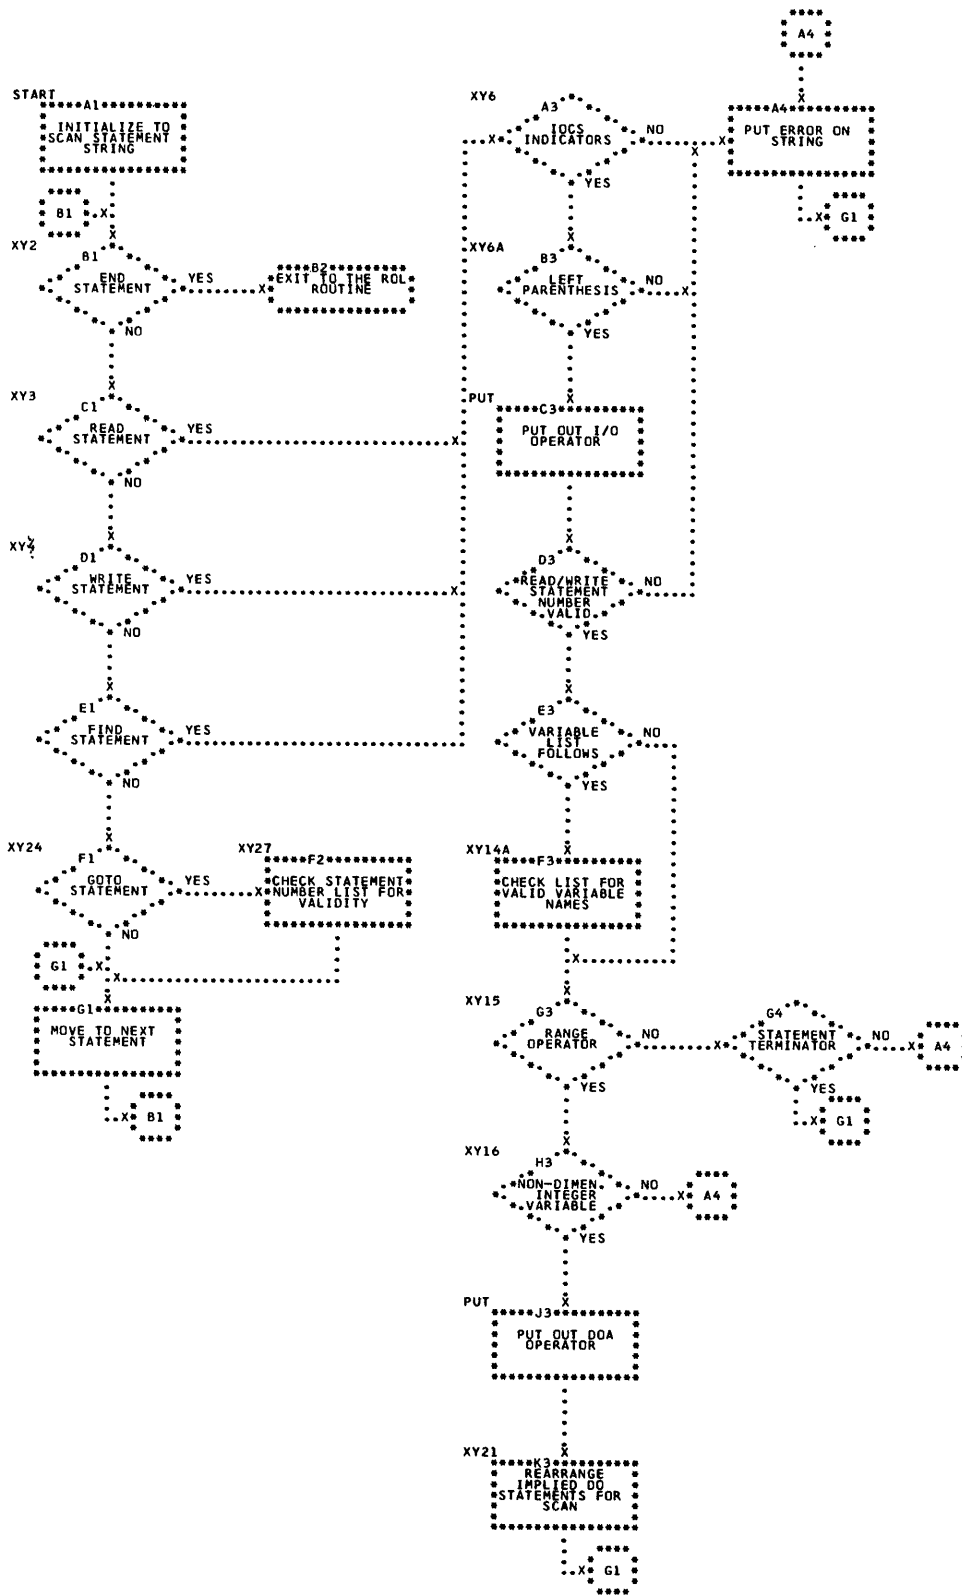 A4
START
A1
INITIALIZE TO
SCAN STATEMENT
STRING
XY6
A3
IOCS
INDICATORS
NO
YES
A4
PUT ERROR ON
STRING
B1
G1
XY2
B1
END
STATEMENT
YES
NO
B2
EXIT TO THE ROL
ROUTINE
XY6A
B3
LEFT
PARENTHESIS
NO
YES
XY3
C1
READ
STATEMENT
YES
NO
PUT
C3
PUT OUT I/O
OPERATOR
XY4
D1
WRITE
STATEMENT
YES
NO
D3
READ/WRITE
STATEMENT
NUMBER
VALID
NO
YES
E1
FIND
STATEMENT
YES
NO
E3
VARIABLE
LIST
FOLLOWS
NO
YES
XY24
F1
GOTO
STATEMENT
YES
NO
XY27
F2
CHECK STATEMENT
NUMBER LIST FOR
VALIDITY
XY14A
F3
CHECK LIST FOR
VALID VARIABLE
NAMES
G1
G1
MOVE TO NEXT
STATEMENT
B1
XY15
G3
RANGE
OPERATOR
NO
YES
G4
STATEMENT
TERMINATOR
NO
YES
A4
G1
XY16
H3
NON-DIMEN.
INTEGER
VARIABLE
NO
YES
A4
PUT
J3
PUT OUT DOA
OPERATOR
XY21
K3
REARRANGE
IMPLIED DO
STATEMENTS FOR
SCAN
G1